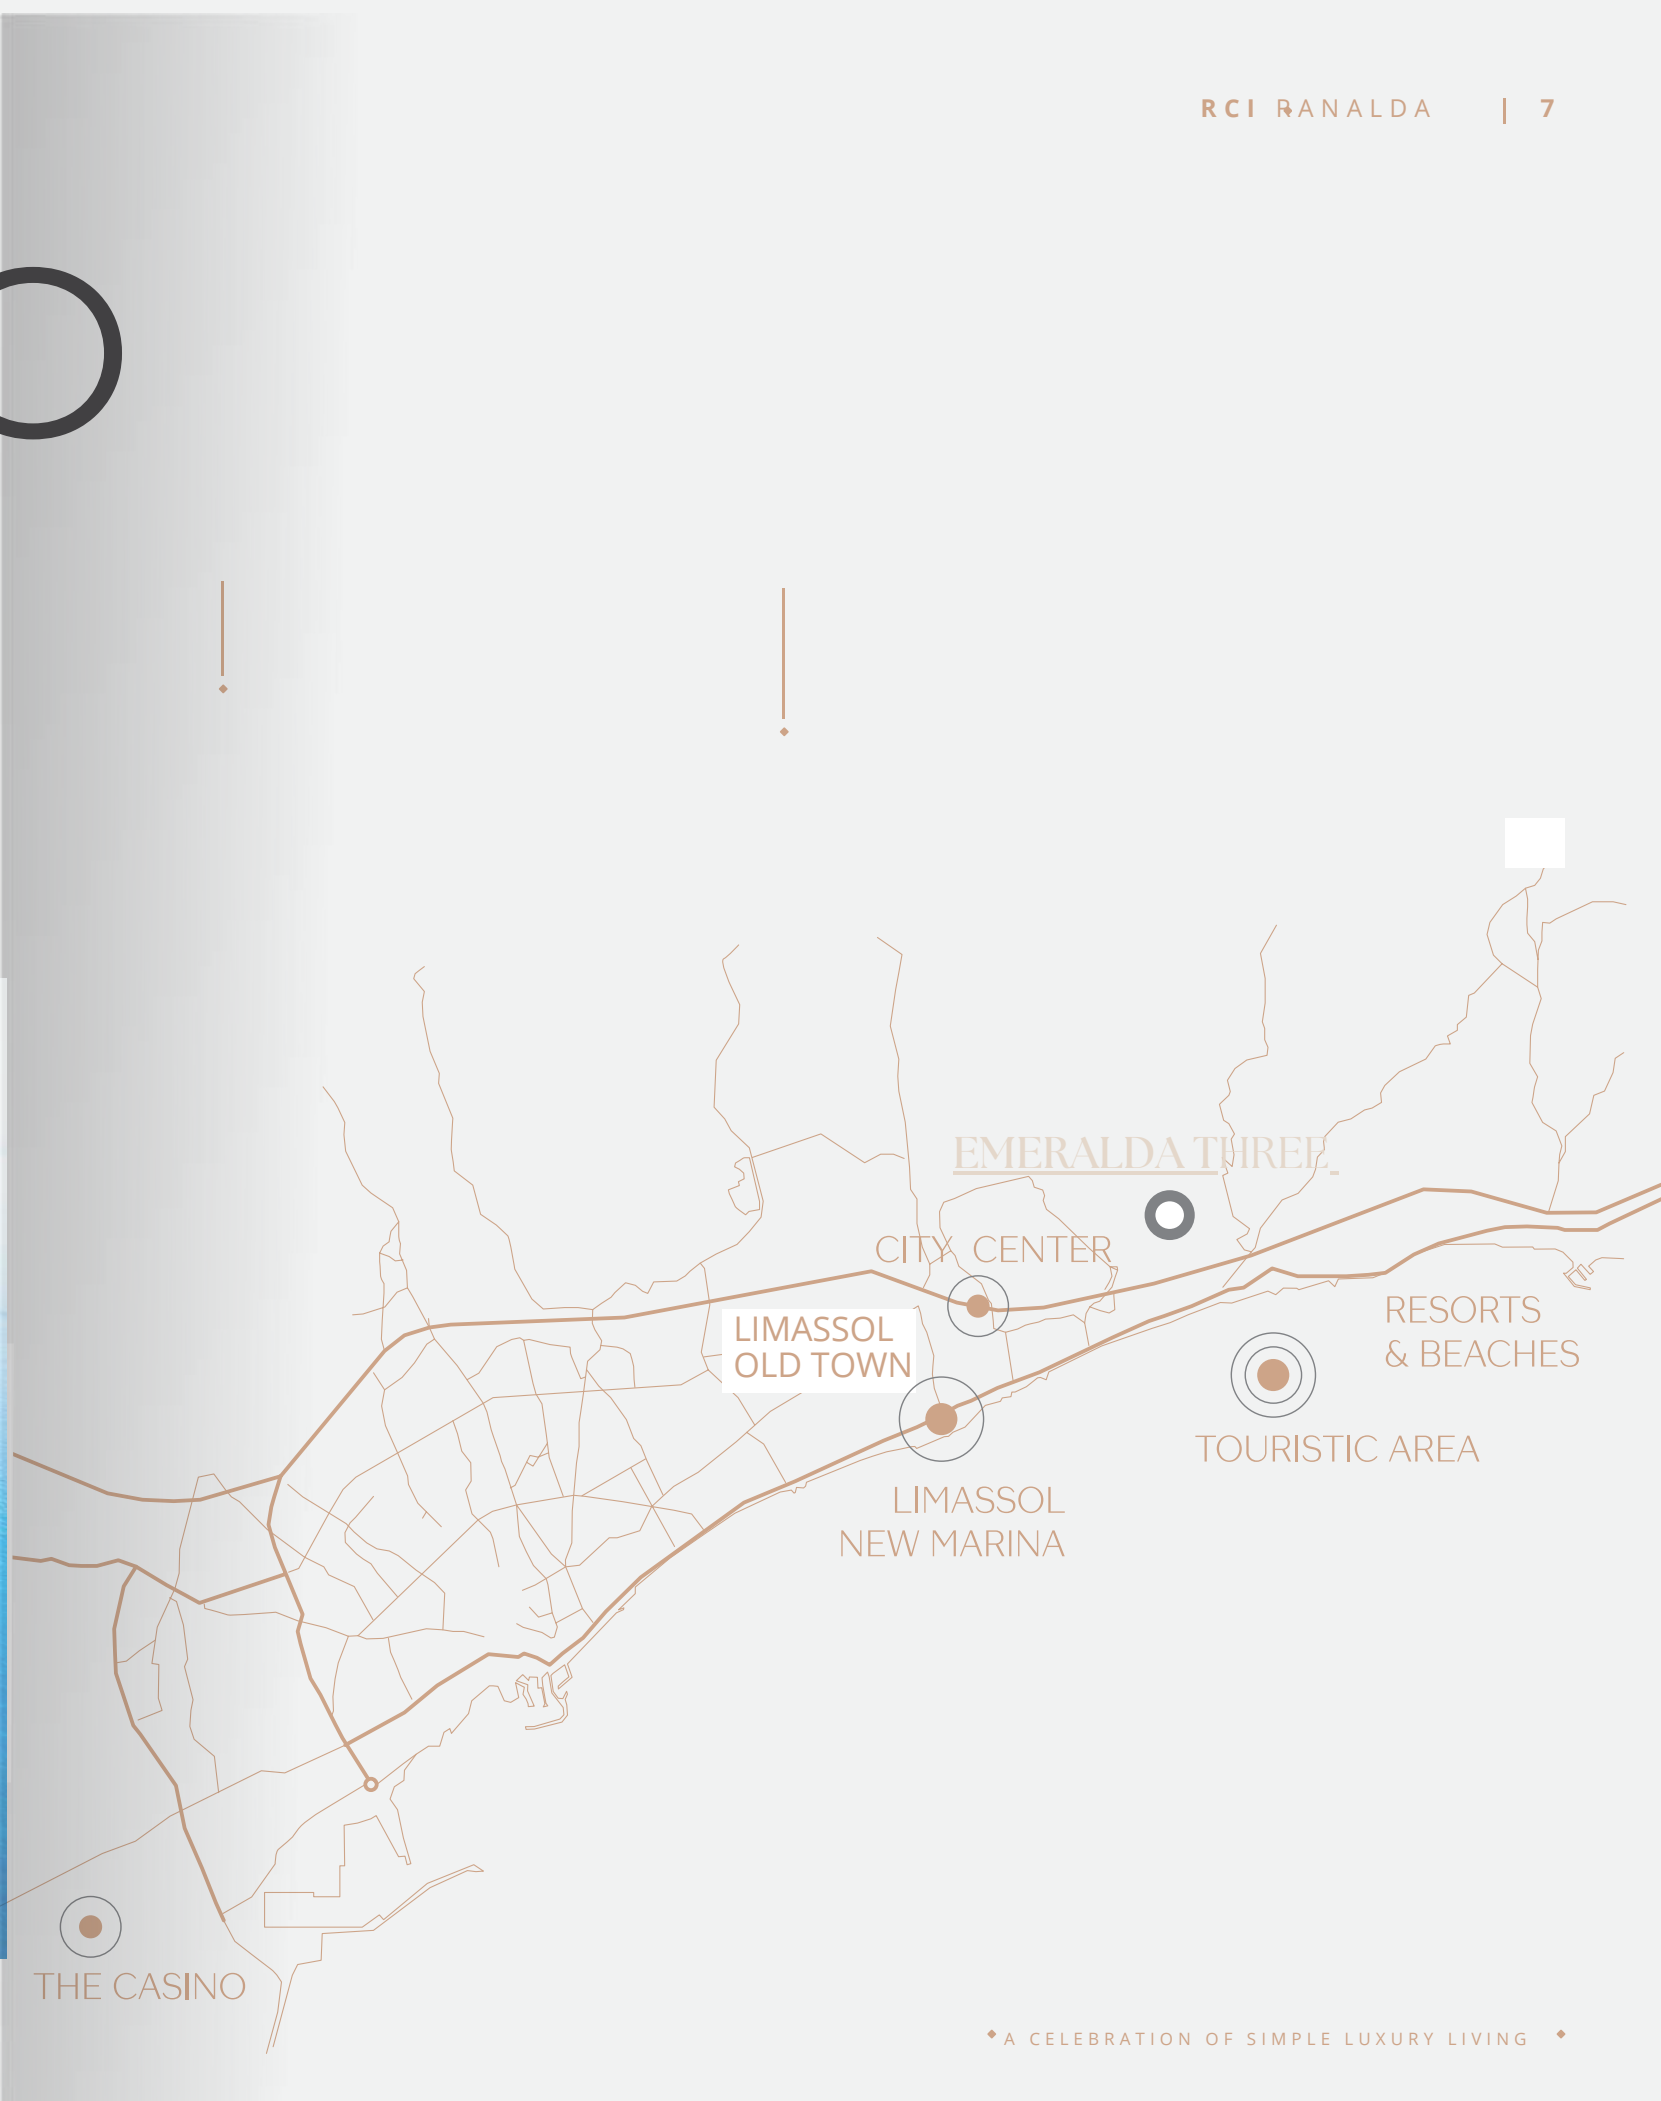 RCI RANALDA | 7
EMERALDA THREE
CITY CENTER
LIMASSOL
OLD TOWN
RESORTS
& BEACHES
TOURISTIC AREA
LIMASSOL
NEW MARINA
THE CASINO
A CELEBRATION OF SIMPLE LUXURY LIVING